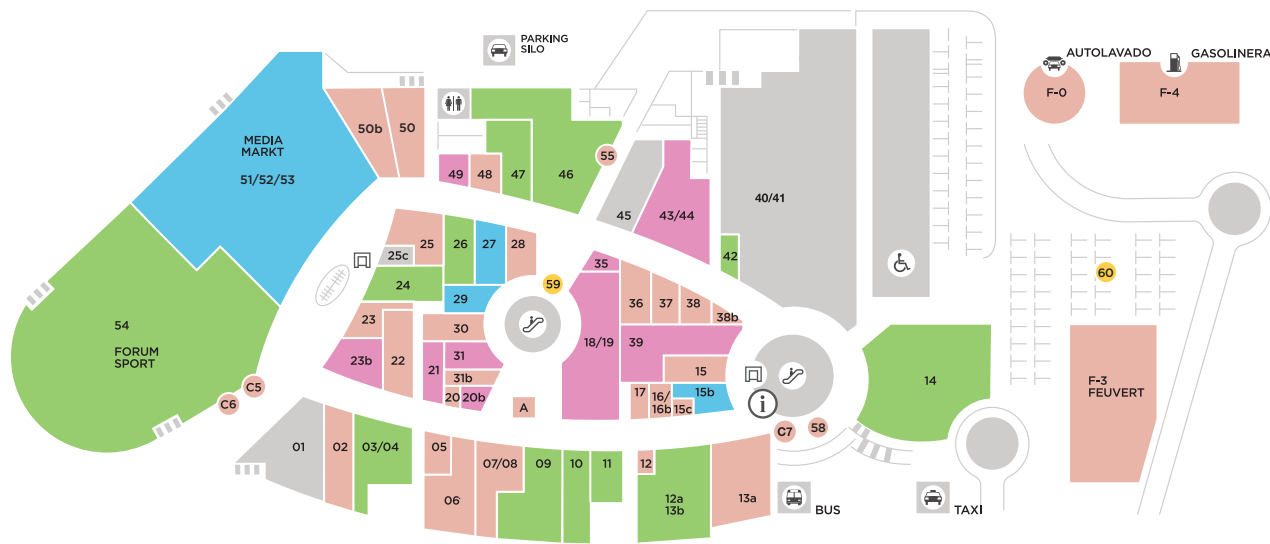 PARKING
SILO
AUTOLAVADO
GASOLINERA
F-0
F-4
MEDIA
MARKT
51/52/53
50b
50
49
48
47
46
55
45
43/44
40/41
42
25
25c
26
27
28
24
29
59
35
36
37
38
38b
60
54
FORUM
SPORT
23
23b
22
30
31
21
31b
20
20b
18/19
39
15
17
16/
16b
15b
15c
14
F-3
FEUVERT
C5
C6
A
i
C7
58
01
02
03/04
05
06
07/08
09
10
11
12
12a
13b
13a
BUS
TAXI